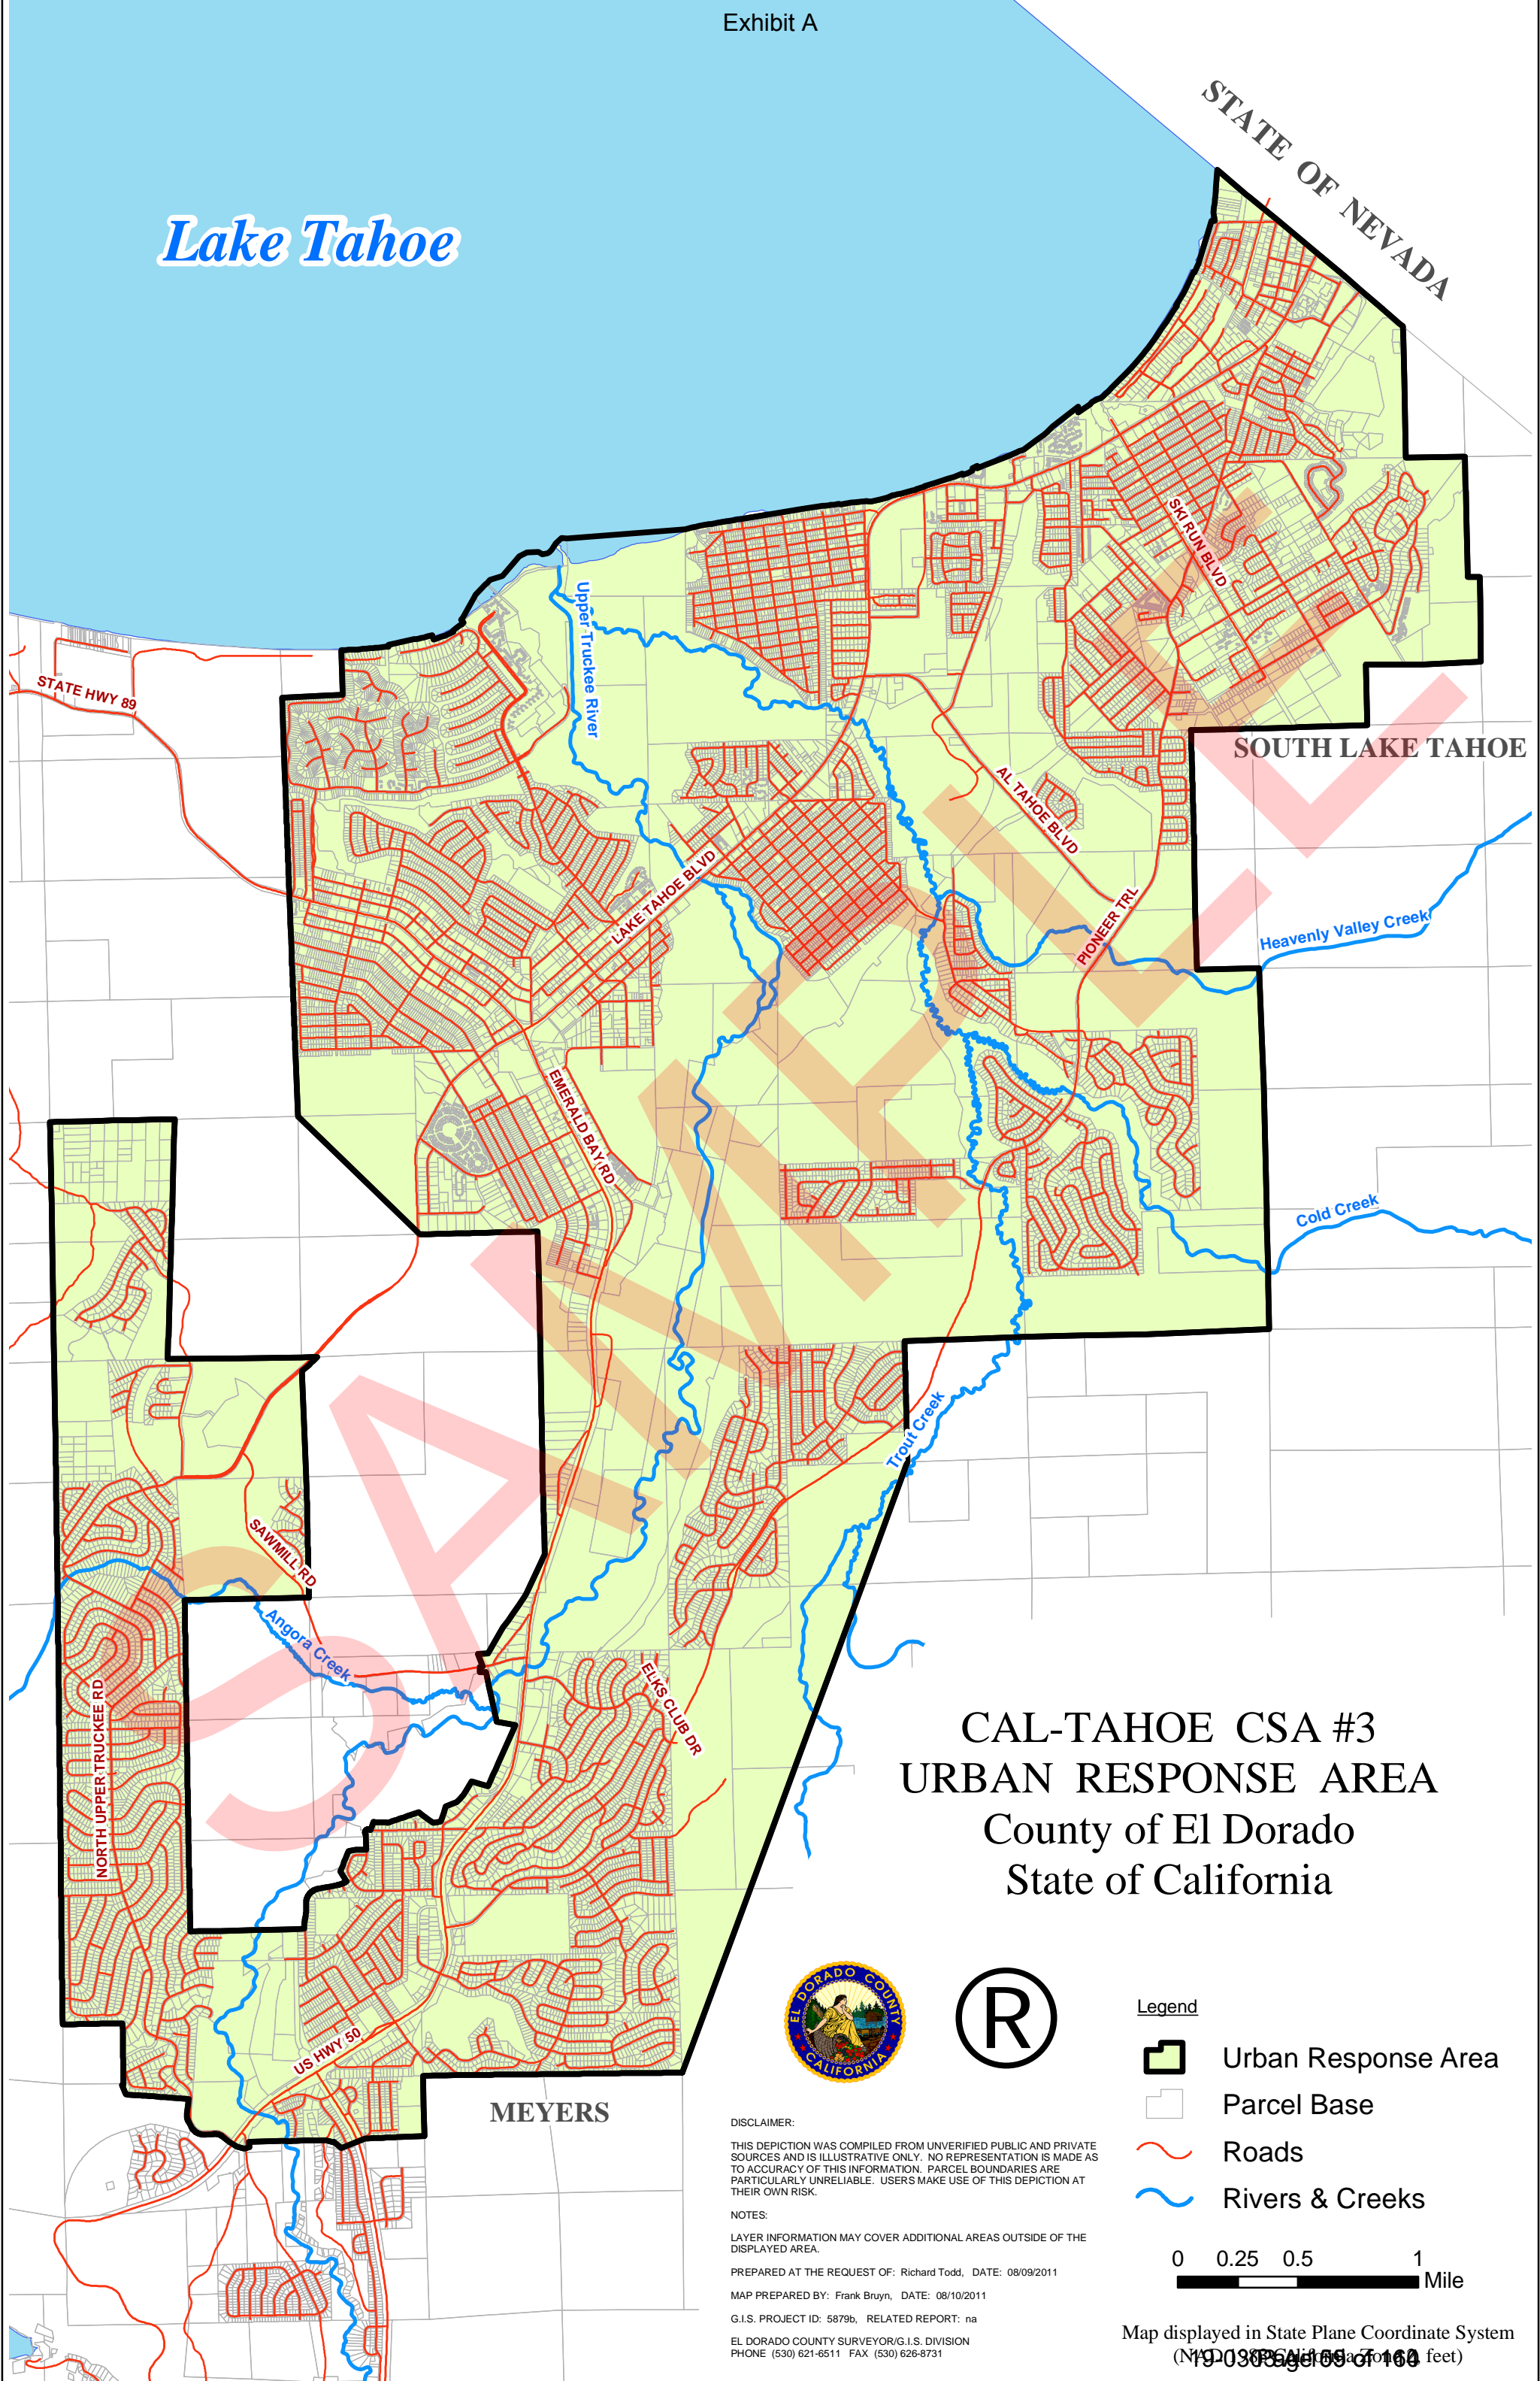 Exhibit A
STATE OF NEVADA
Lake Tahoe
SKI RUN BLVD
Upper Truckee River
STATE HWY 89
SOUTH LAKE TAHOE
AL TAHOE BLVD
LAKE TAHOE BLVD
PIONEER TRL
Heavenly Valley Creek
EMERALD BAY RD
Cold Creek
SAMPLE
Trout Creek
SAWMILL RD
Angora Creek
ELKS CLUB DR
NORTH UPPER TRUCKEE RD
CAL-TAHOE CSA #3
URBAN RESPONSE AREA
County of El Dorado
State of California
EL DORADO COUNTY
CALIFORNIA
®
US HWY 50
MEYERS
Legend
Urban Response Area
Parcel Base
Roads
Rivers & Creeks
0 0.25 0.5 1
Mile
DISCLAIMER:
THIS DEPICTION WAS COMPILED FROM UNVERIFIED PUBLIC AND PRIVATE
SOURCES AND IS ILLUSTRATIVE ONLY. NO REPRESENTATION IS MADE AS
TO ACCURACY OF THIS INFORMATION. PARCEL BOUNDARIES ARE
PARTICULARLY UNRELIABLE. USERS MAKE USE OF THIS DEPICTION AT
THEIR OWN RISK.
NOTES:
LAYER INFORMATION MAY COVER ADDITIONAL AREAS OUTSIDE OF THE
DISPLAYED AREA.
PREPARED AT THE REQUEST OF: Richard Todd, DATE: 08/09/2011
MAP PREPARED BY: Frank Bruyn, DATE: 08/10/2011
G.I.S. PROJECT ID: 5879b, RELATED REPORT: na
EL DORADO COUNTY SURVEYOR/G.I.S. DIVISION
PHONE (530) 621-6511 FAX (530) 626-8731
Map displayed in State Plane Coordinate System
feet)